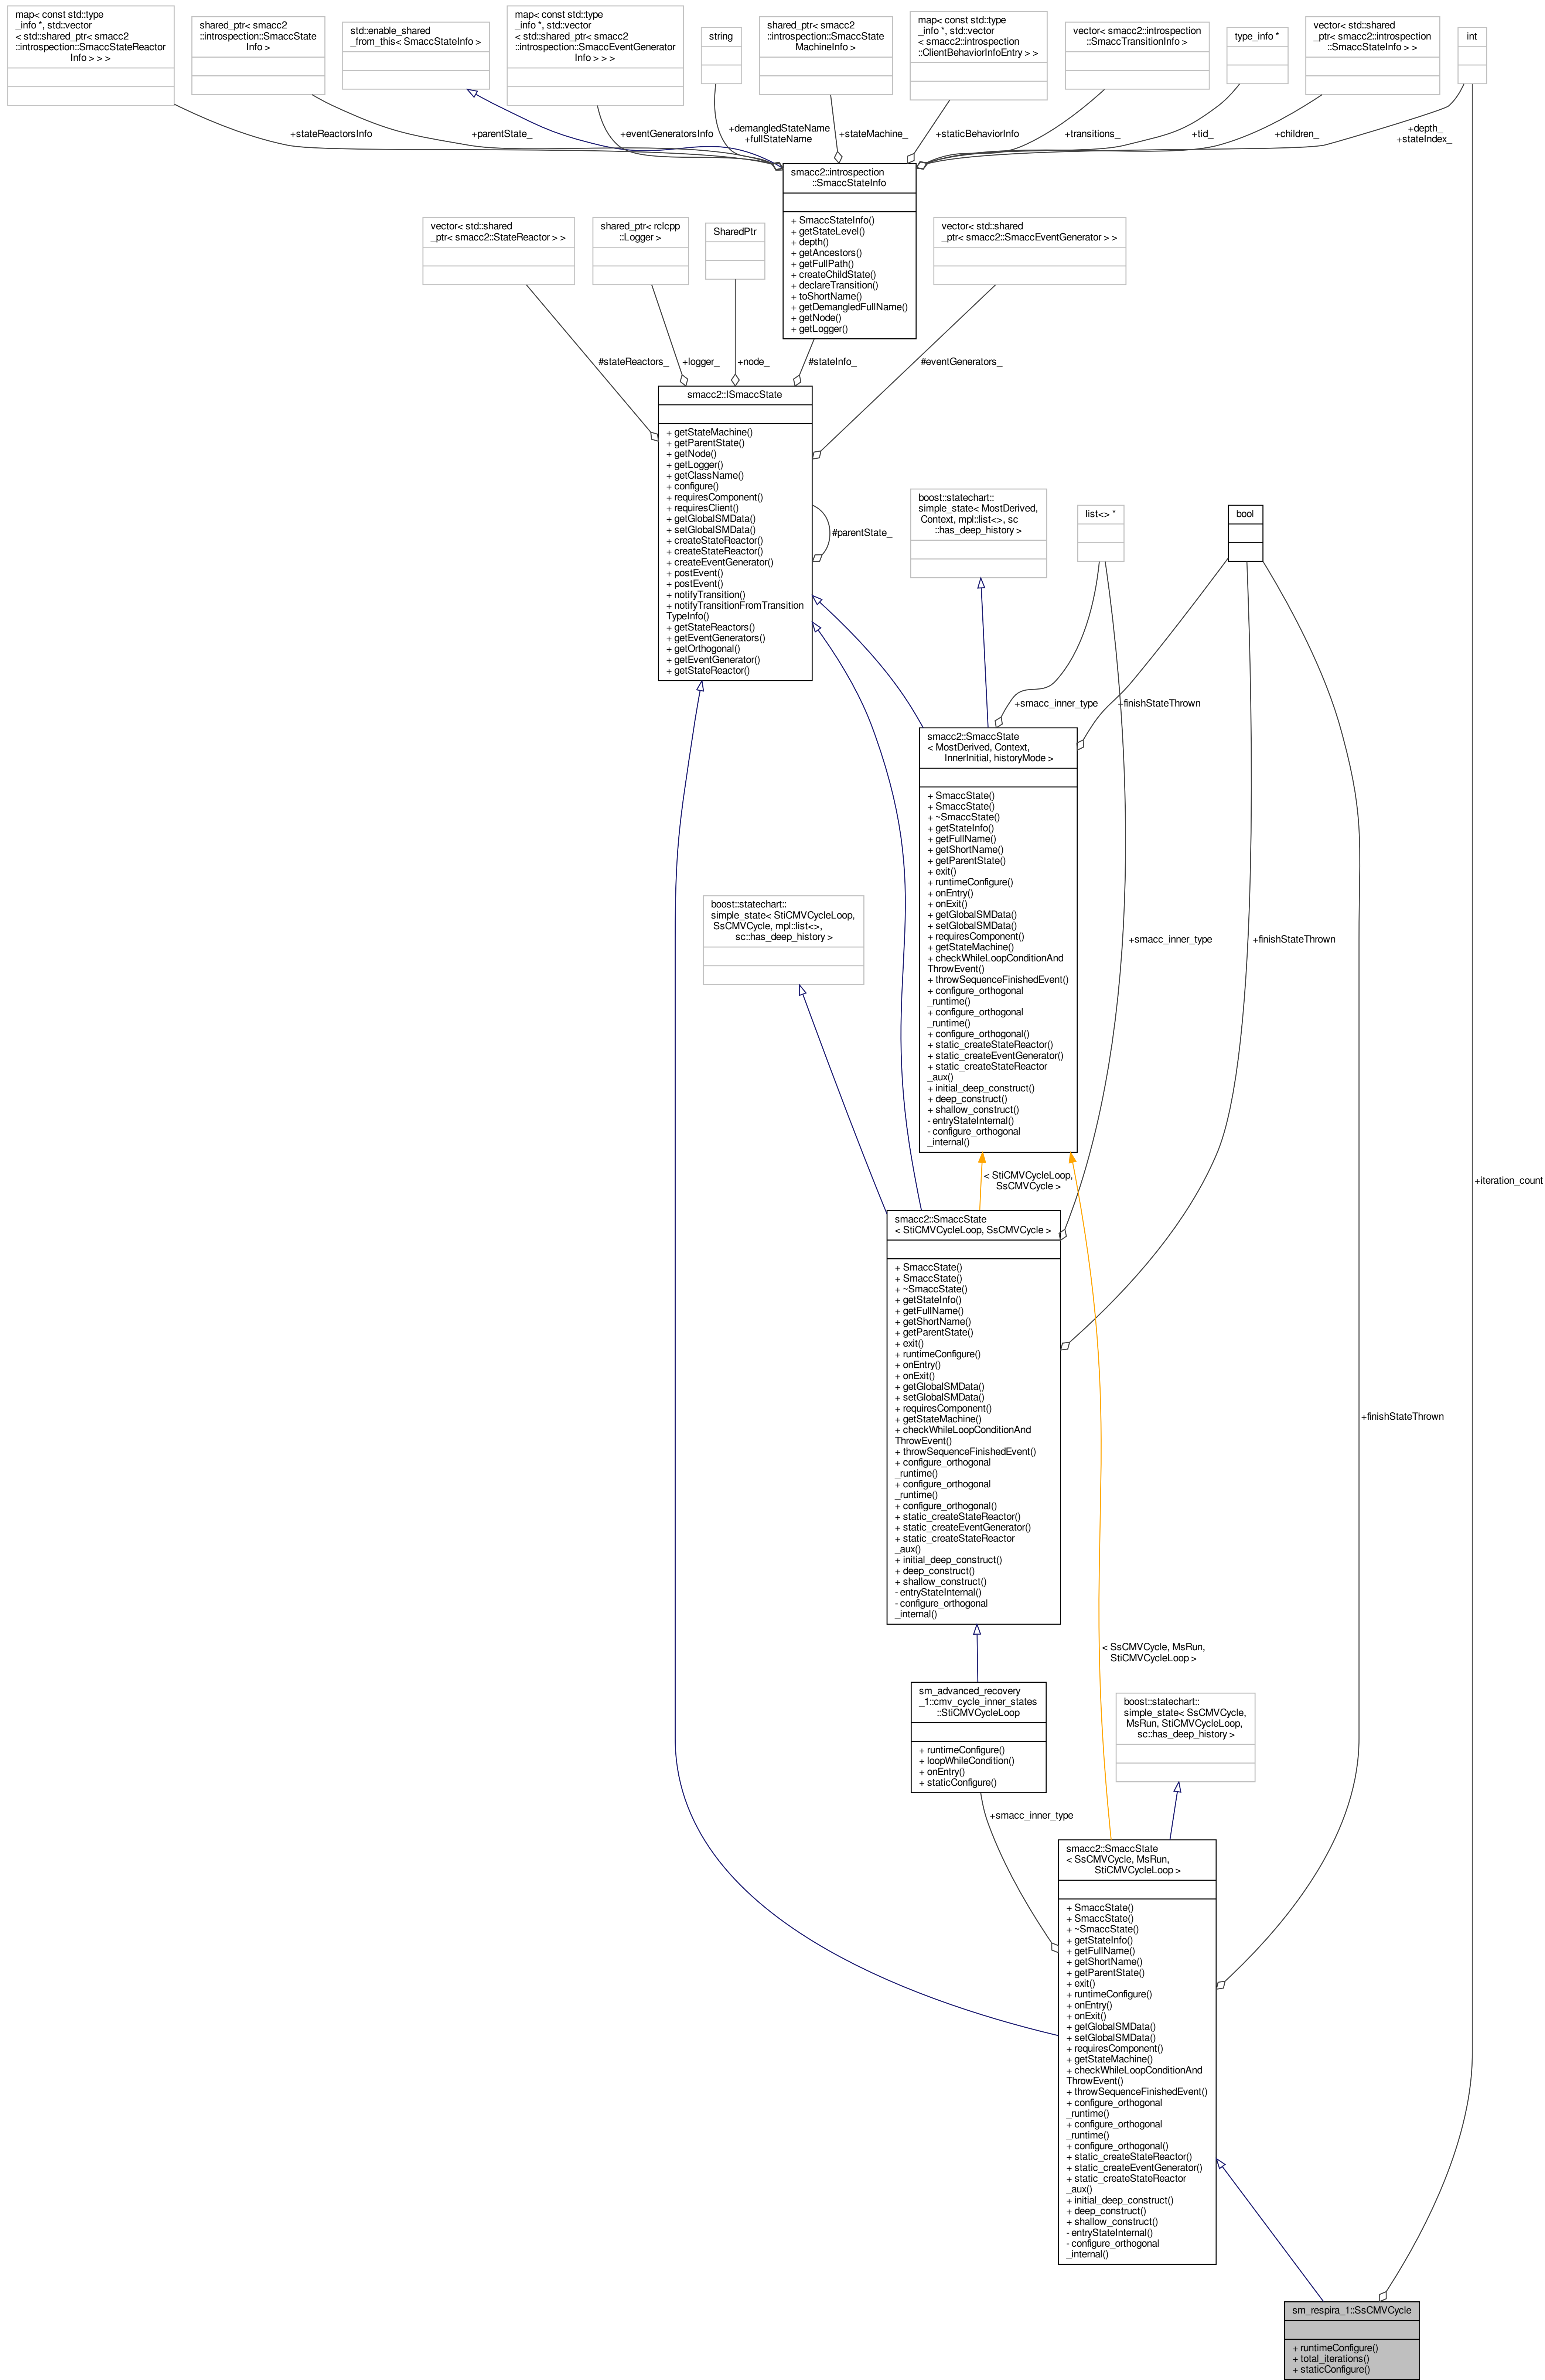 map< const std::type
_info *, std::vector
< std::shared_ptr< smacc2
::introspection::SmaccStateReactor
Info > > >
shared_ptr< smacc2
::introspection::SmaccState
Info >
std::enable_shared
_from_this< SmaccStateInfo >
map< const std::type
_info *, std::vector
< std::shared_ptr< smacc2
::introspection::SmaccEventGenerator
Info > > >
string
shared_ptr< smacc2
::introspection::SmaccState
MachineInfo >
map< const std::type
_info *, std::vector
< smacc2::introspection
::ClientBehaviorInfoEntry > >
vector< smacc2::introspection
::SmaccTransitionInfo >
type_info *
vector< std::shared
_ptr< smacc2::introspection
::SmaccStateInfo > >
int
+stateReactorsInfo
+parentState_
+eventGeneratorsInfo
+demangledStateName
+fullStateName
+stateMachine_
+staticBehaviorInfo
+transitions_
+tid_
+children_
+depth_
+stateIndex_
smacc2::introspection
::SmaccStateInfo
+ SmaccStateInfo()
+ getStateLevel()
+ depth()
+ getAncestors()
+ getFullPath()
+ createChildState()
+ declareTransition()
+ toShortName()
+ getDemangledFullName()
+ getNode()
+ getLogger()
vector< std::shared
_ptr< smacc2::StateReactor > >
shared_ptr< rclcpp
::Logger >
SharedPtr
vector< std::shared
_ptr< smacc2::SmaccEventGenerator > >
#stateReactors_
+logger_
+node_
#stateInfo_
#eventGenerators_
smacc2::ISmaccState
+ getStateMachine()
+ getParentState()
+ getNode()
+ getLogger()
+ getClassName()
+ configure()
+ requiresComponent()
+ requiresClient()
+ getGlobalSMData()
+ setGlobalSMData()
+ createStateReactor()
+ createStateReactor()
+ createEventGenerator()
+ postEvent()
+ postEvent()
+ notifyTransition()
+ notifyTransitionFromTransition
TypeInfo()
+ getStateReactors()
+ getEventGenerators()
+ getOrthogonal()
+ getEventGenerator()
+ getStateReactor()
#parentState_
boost::statechart::
simple_state< MostDerived,
Context, mpl::list<>, sc
::has_deep_history >
list<> *
bool
+smacc_inner_type
+finishStateThrown
smacc2::SmaccState
< MostDerived, Context,
InnerInitial, historyMode >
+ SmaccState()
+ SmaccState()
+ ~SmaccState()
+ getStateInfo()
+ getFullName()
+ getShortName()
+ getParentState()
+ exit()
+ runtimeConfigure()
+ onEntry()
+ onExit()
+ getGlobalSMData()
+ setGlobalSMData()
+ requiresComponent()
+ getStateMachine()
+ checkWhileLoopConditionAnd
ThrowEvent()
+ throwSequenceFinishedEvent()
+ configure_orthogonal
_runtime()
+ configure_orthogonal
_runtime()
+ configure_orthogonal()
+ static_createStateReactor()
+ static_createEventGenerator()
+ static_createStateReactor
_aux()
+ initial_deep_construct()
+ deep_construct()
+ shallow_construct()
- entryStateInternal()
- configure_orthogonal
_internal()
boost::statechart::
simple_state< StiCMVCycleLoop,
SsCMVCycle, mpl::list<>,
sc::has_deep_history >
+smacc_inner_type
+finishStateThrown
< StiCMVCycleLoop,
SsCMVCycle >
+iteration_count
smacc2::SmaccState
< StiCMVCycleLoop, SsCMVCycle >
+ SmaccState()
+ SmaccState()
+ ~SmaccState()
+ getStateInfo()
+ getFullName()
+ getShortName()
+ getParentState()
+ exit()
+ runtimeConfigure()
+ onEntry()
+ onExit()
+ getGlobalSMData()
+ setGlobalSMData()
+ requiresComponent()
+ getStateMachine()
+ checkWhileLoopConditionAnd
ThrowEvent()
+ throwSequenceFinishedEvent()
+ configure_orthogonal
_runtime()
+ configure_orthogonal
_runtime()
+ configure_orthogonal()
+ static_createStateReactor()
+ static_createEventGenerator()
+ static_createStateReactor
_aux()
+ initial_deep_construct()
+ deep_construct()
+ shallow_construct()
- entryStateInternal()
- configure_orthogonal
_internal()
+finishStateThrown
< SsCMVCycle, MsRun,
StiCMVCycleLoop >
sm_advanced_recovery
_1::cmv_cycle_inner_states
::StiCMVCycleLoop
+ runtimeConfigure()
+ loopWhileCondition()
+ onEntry()
+ staticConfigure()
boost::statechart::
simple_state< SsCMVCycle,
MsRun, StiCMVCycleLoop,
sc::has_deep_history >
+smacc_inner_type
smacc2::SmaccState
< SsCMVCycle, MsRun,
StiCMVCycleLoop >
+ SmaccState()
+ SmaccState()
+ ~SmaccState()
+ getStateInfo()
+ getFullName()
+ getShortName()
+ getParentState()
+ exit()
+ runtimeConfigure()
+ onEntry()
+ onExit()
+ getGlobalSMData()
+ setGlobalSMData()
+ requiresComponent()
+ getStateMachine()
+ checkWhileLoopConditionAnd
ThrowEvent()
+ throwSequenceFinishedEvent()
+ configure_orthogonal
_runtime()
+ configure_orthogonal
_runtime()
+ configure_orthogonal()
+ static_createStateReactor()
+ static_createEventGenerator()
+ static_createStateReactor
_aux()
+ initial_deep_construct()
+ deep_construct()
+ shallow_construct()
- entryStateInternal()
- configure_orthogonal
_internal()
sm_respira_1::SsCMVCycle
+ runtimeConfigure()
+ total_iterations()
+ staticConfigure()